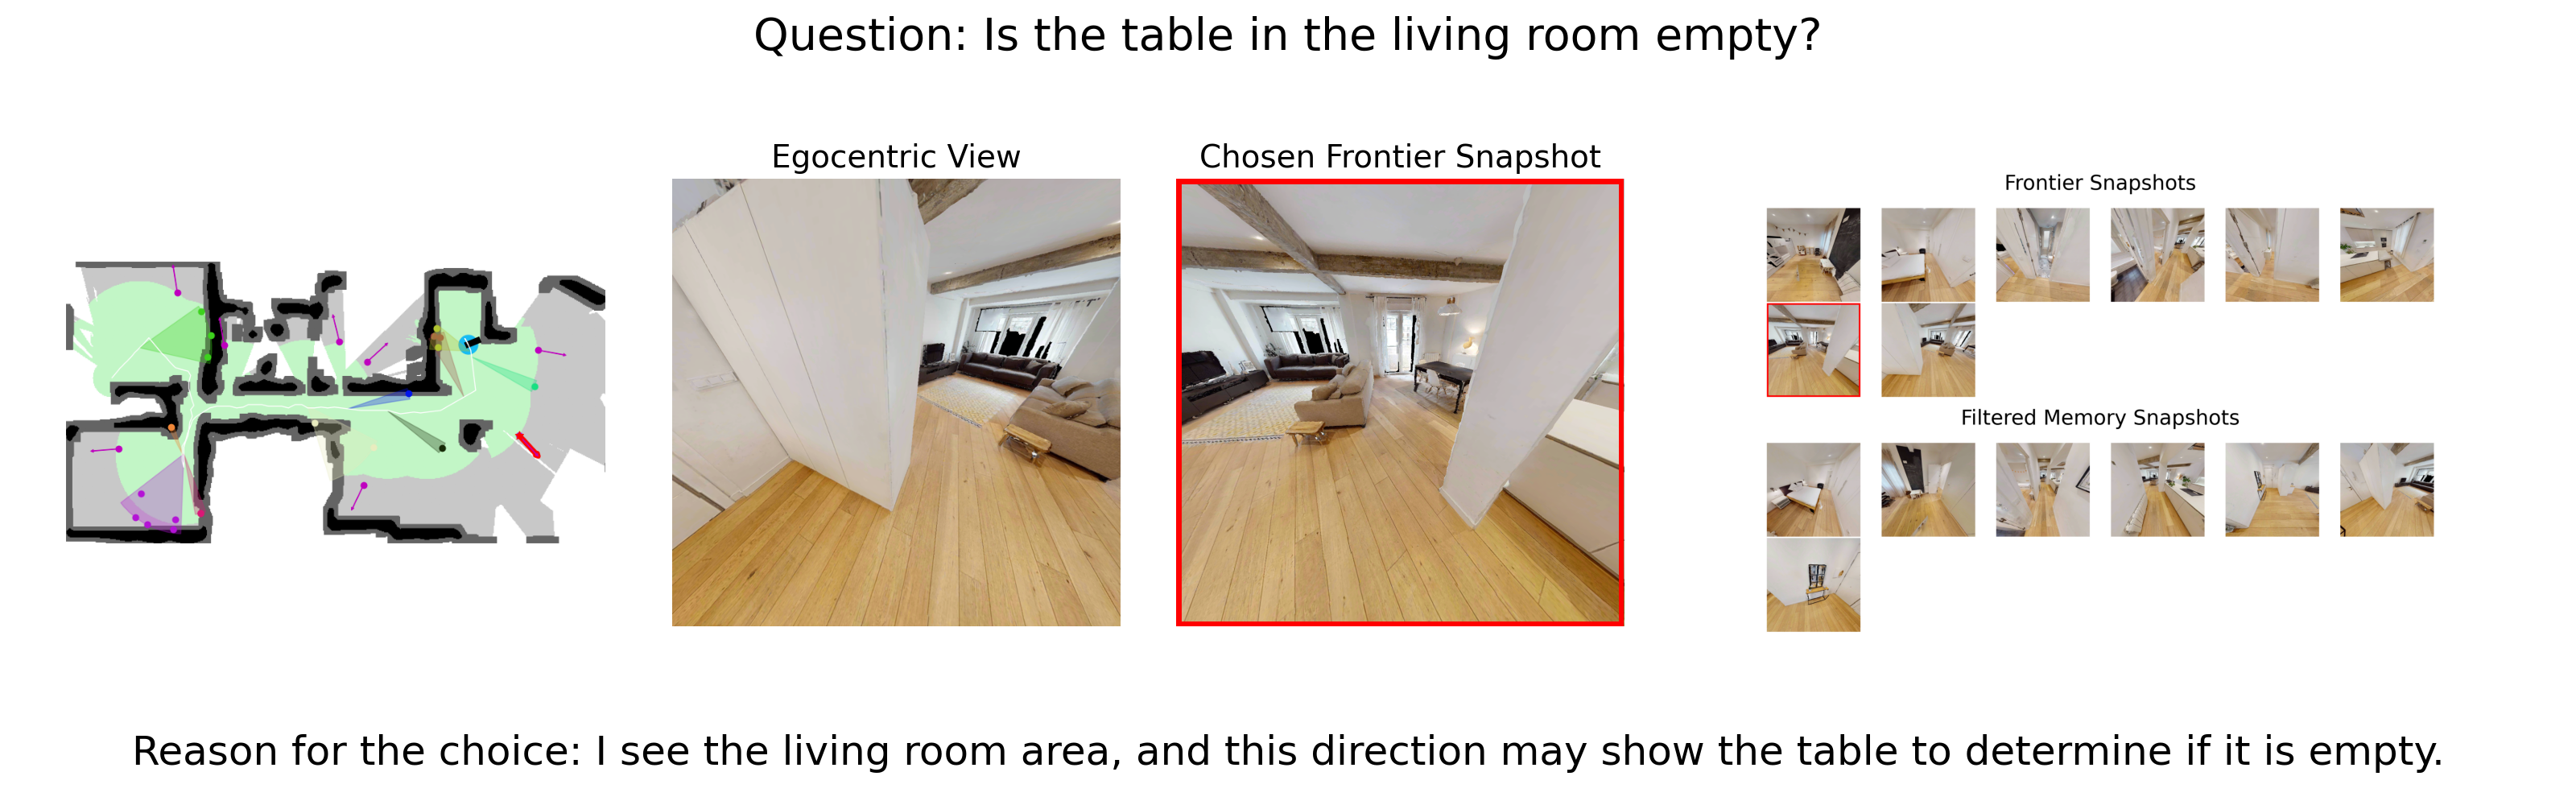 Question: Is the table in the living room empty?
Egocentric View
Chosen Frontier Snapshot
Frontier Snapshots
Filtered Memory Snapshots
Reason for the choice: I see the living room area, and this direction may show the table to determine if it is empty.